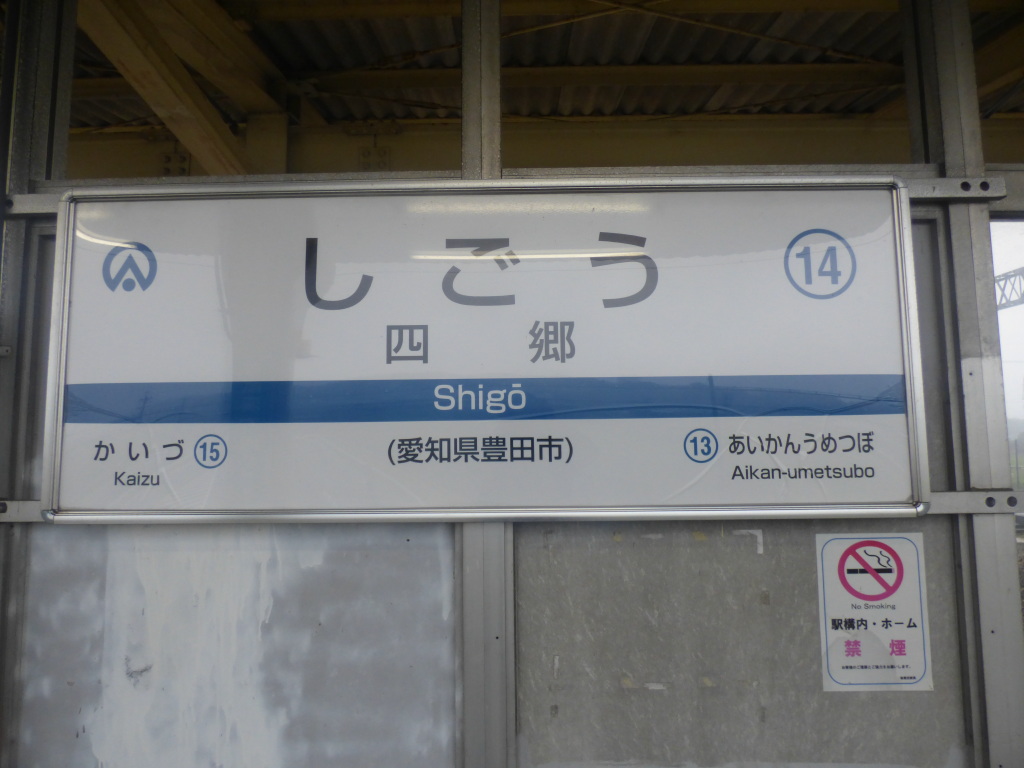 しごう
14
四郷
Shigō
かいづ 15
Kaizu
(愛知県豊田市)
13 あいかんうめつぼ
Aikan-umetsubo
No Smoking
駅構内・ホーム
禁煙